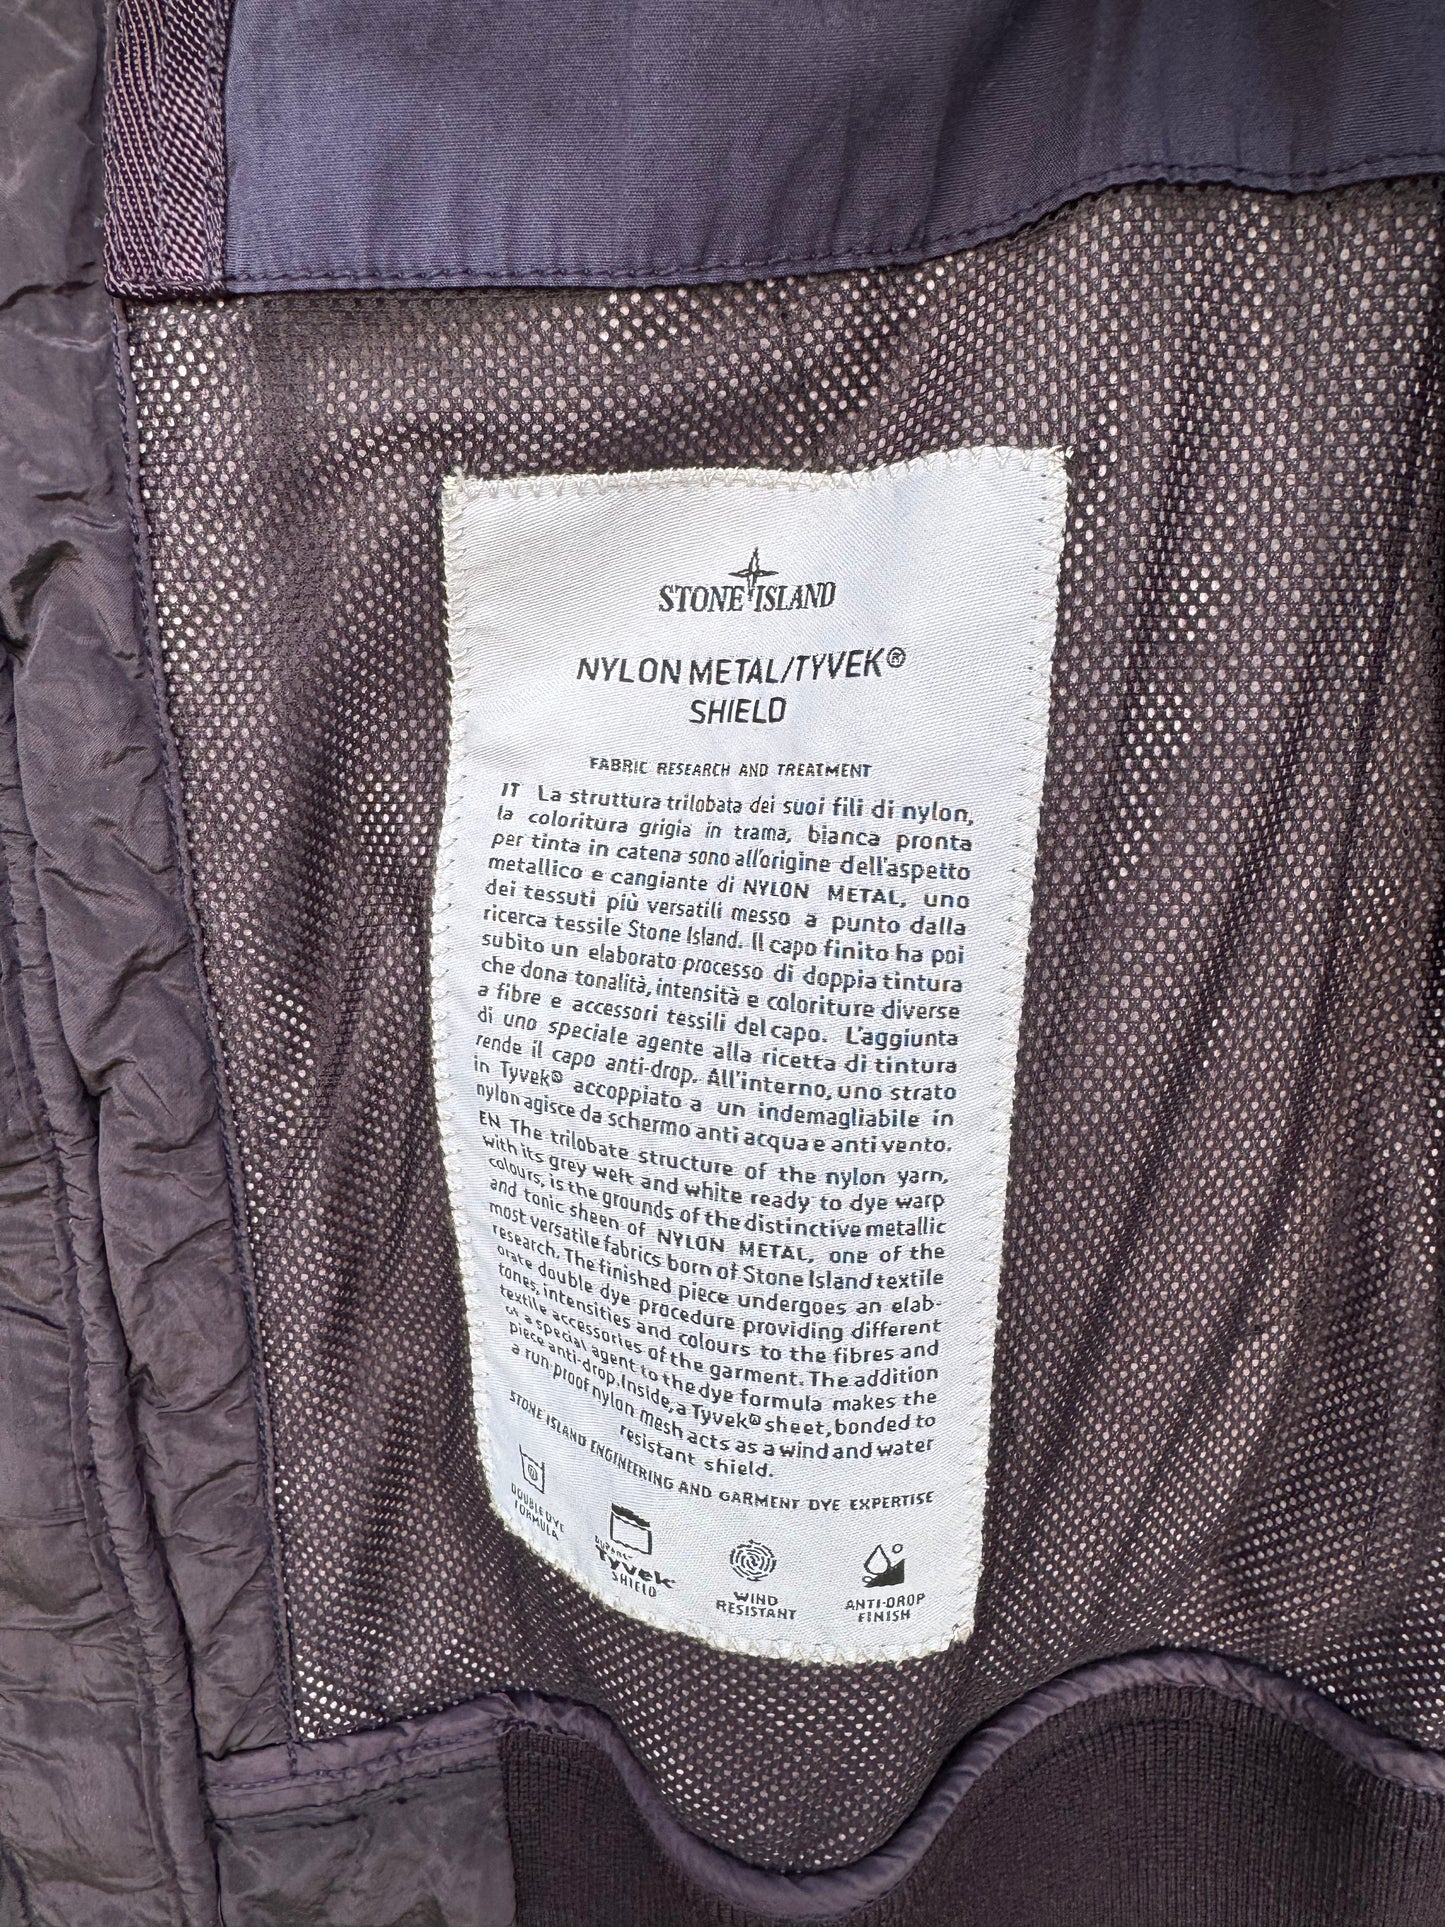 STONE ISLAND
NYLON METAL/TYVEK®
SHIELD
FABRIC RESEARCH AND TREATMENT
IT La struttura trilobata dei suoi fili di nylon,
la coloritura grigia in trama, bianca pronta
per tinta in catena sono all'origine dell'aspetto
metallico e cangiante di NYLON METAL, uno
dei tessuti più versatili messo a punto dalla
ricerca tessile Stone Island. Il capo finito ha poi
subito un elaborato processo di doppia tintura
che dona tonalità, intensità e coloriture diverse
a fibre e accessori tessili del capo. L'aggiunta
di uno speciale agente alla ricetta di tintura
rende il capo anti-drop. All'interno, uno strato
in Tyvek® accoppiato a un indemagliabile in
nylon agisce da schermo anti acqua e anti vento.
EN The trilobate structure of the nylon yarn,
with its grey weft and white ready to dye warp
colours, is the grounds of the distinctive metallic
and tonic sheen of NYLON METAL, one of the
most versatile fabrics born of Stone Island textile
research. The finished piece undergoes an elab-
orate double dye procedure providing different
tones, intensities and colours to the fibres and
textile accessories of the garment. The addition
of a special agent to the dye formula makes the
piece anti-drop. Inside, a Tyvek® sheet, bonded to
a run proof nylon mesh acts as a wind and water
resistant shield.
STONE ISLAND ENGINEERING AND GARMENT DYE EXPERTISE
DOUBLE DYE
FORMULA
DUPONT™
Tyvek
SHIELD
WIND
RESISTANT
ANTI-DROP
FINISH